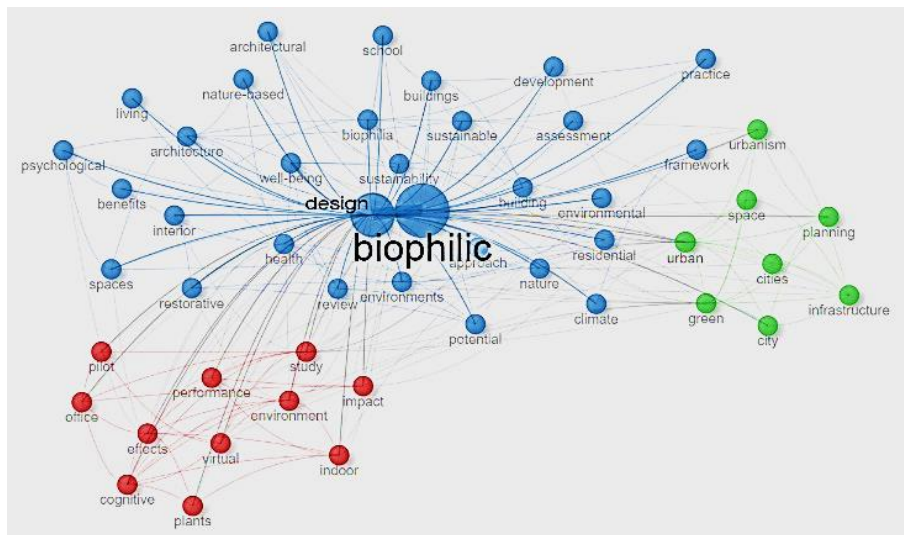 architectural
school
practice
development
nature-based
buildings
living
biophilia
sustainable
assessment
urbanism
psychological
architecture
well-being
sustainability
framework
benefits
design
building
environmental
space
interior
planning
biophilic
health
approach
residential
urban
cities
spaces
restorative
review
environments
nature
climate
green
infrastructure
potential
city
pilot
study
performance
impact
office
environment
effects
virtual
indoor
cognitive
plants